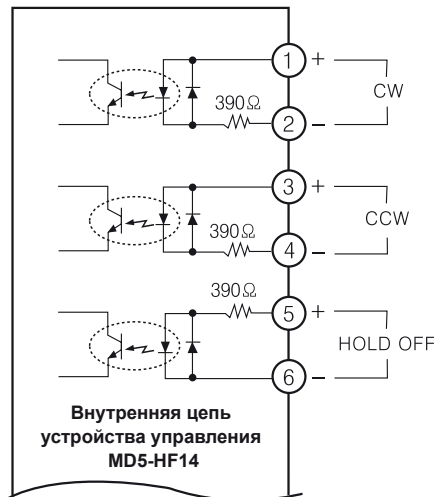 1 +
CW
390Ω
2 −
3 +
CCW
390Ω
4 −
390Ω
5 +
HOLD OFF
6 −
Внутренняя цепь
устройства управления
MD5-HF14